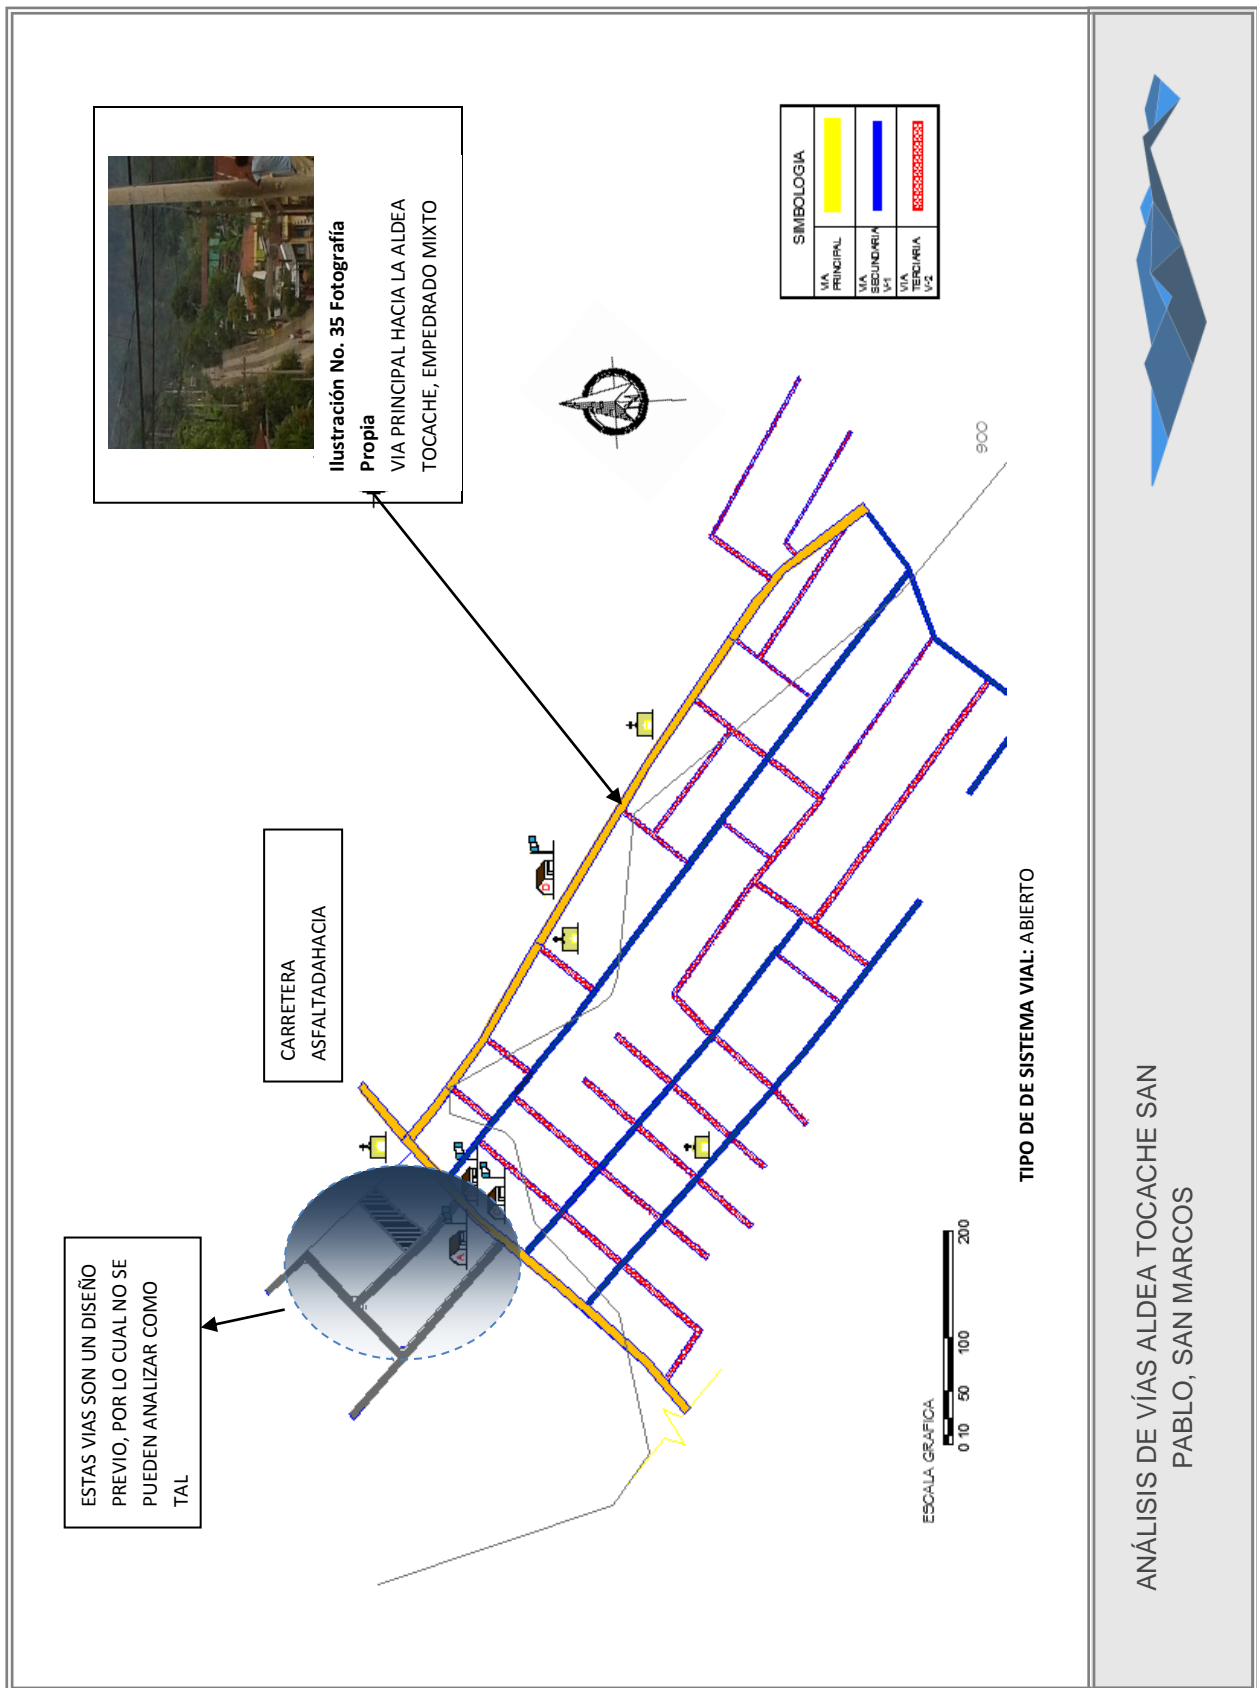 ESTAS VIAS SON UN DISEÑO
PREVIO, POR LO CUAL NO SE
PUEDEN ANALIZAR COMO
TAL
CARRETERA
ASFALTADAHACIA
Ilustración No. 35 Fotografía
Propia
VIA PRINCIPAL HACIA LA ALDEA
TOCACHE, EMPEDRADO MIXTO
A
D
N
900
SIMBOLOGIA
VIA
PRINCIPAL
VIA
SECUNDARIA
V-1
VIA
TERCIARIA
V-2
ESCALA GRAFICA
0 10 50 100 200
TIPO DE DE SISTEMA VIAL: ABIERTO
ANÁLISIS DE VÍAS ALDEA TOCACHE SAN
PABLO, SAN MARCOS